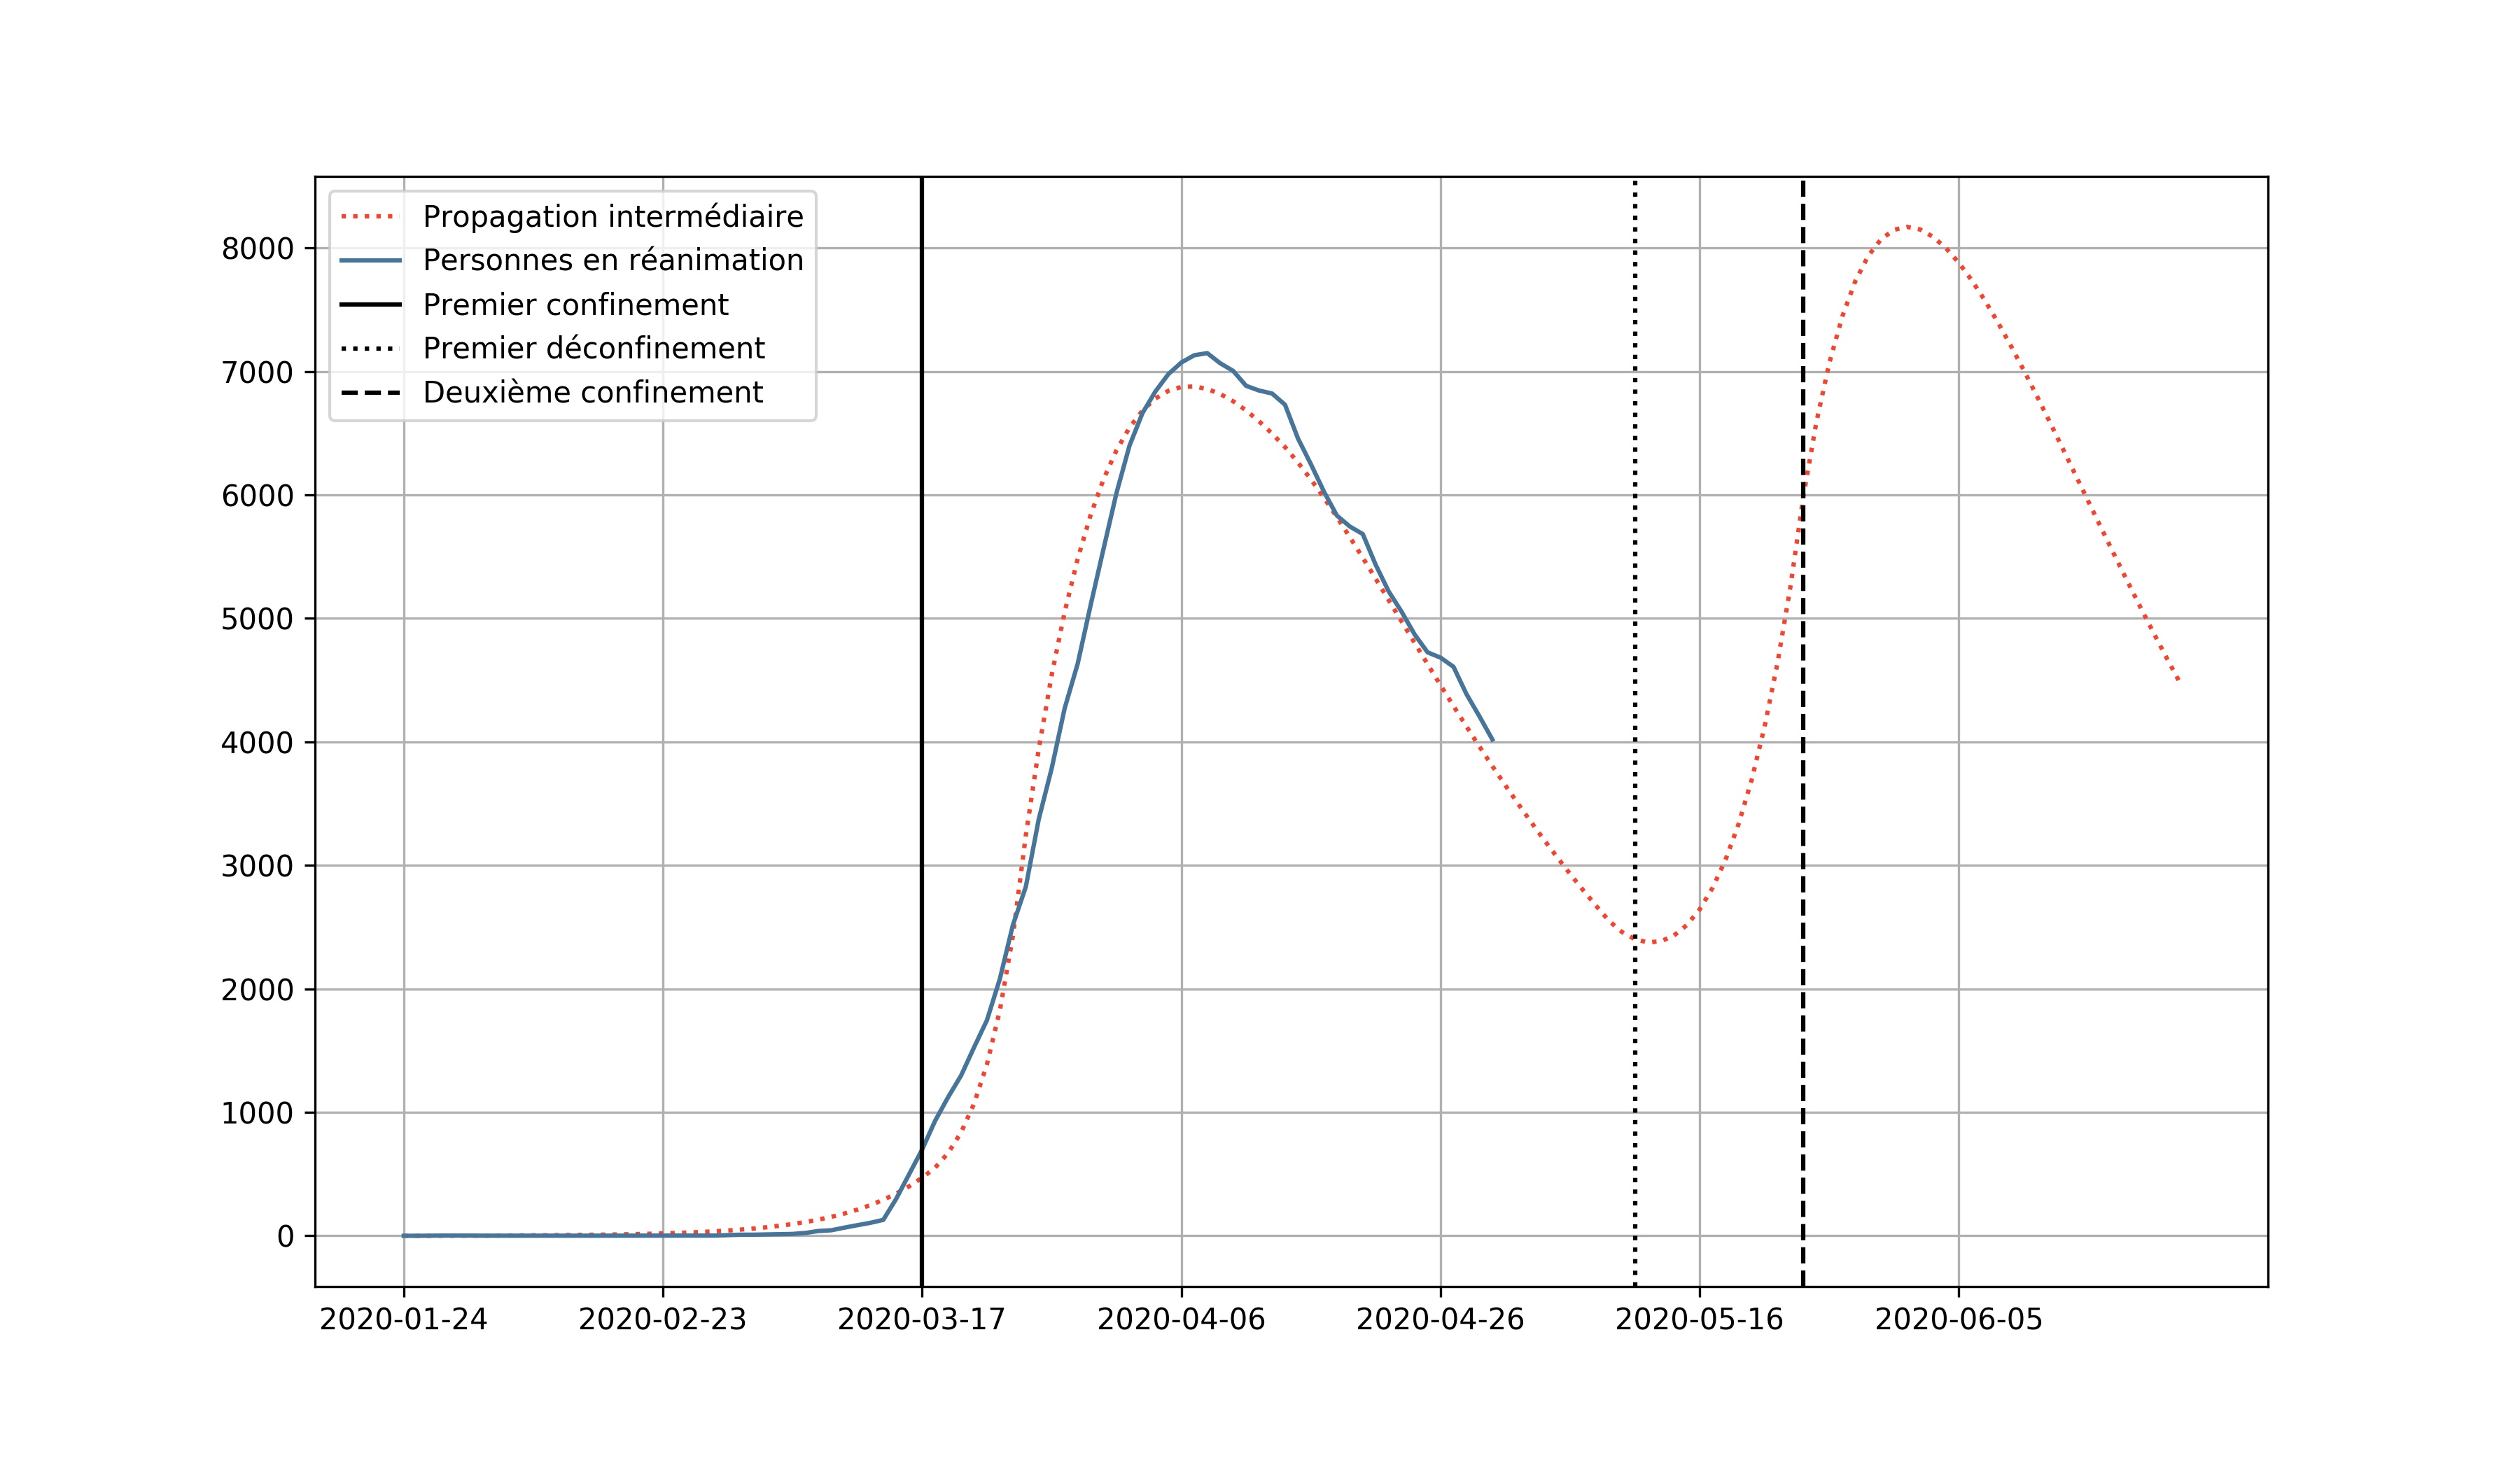 Propagation intermédiaire
Personnes en réanimation
Premier confinement
Premier déconfinement
Deuxième confinement
8000
7000
6000
5000
4000
3000
2000
1000
0
2020-01-24 2020-02-23 2020-03-17 2020-04-06 2020-04-26 2020-05-16 2020-06-05